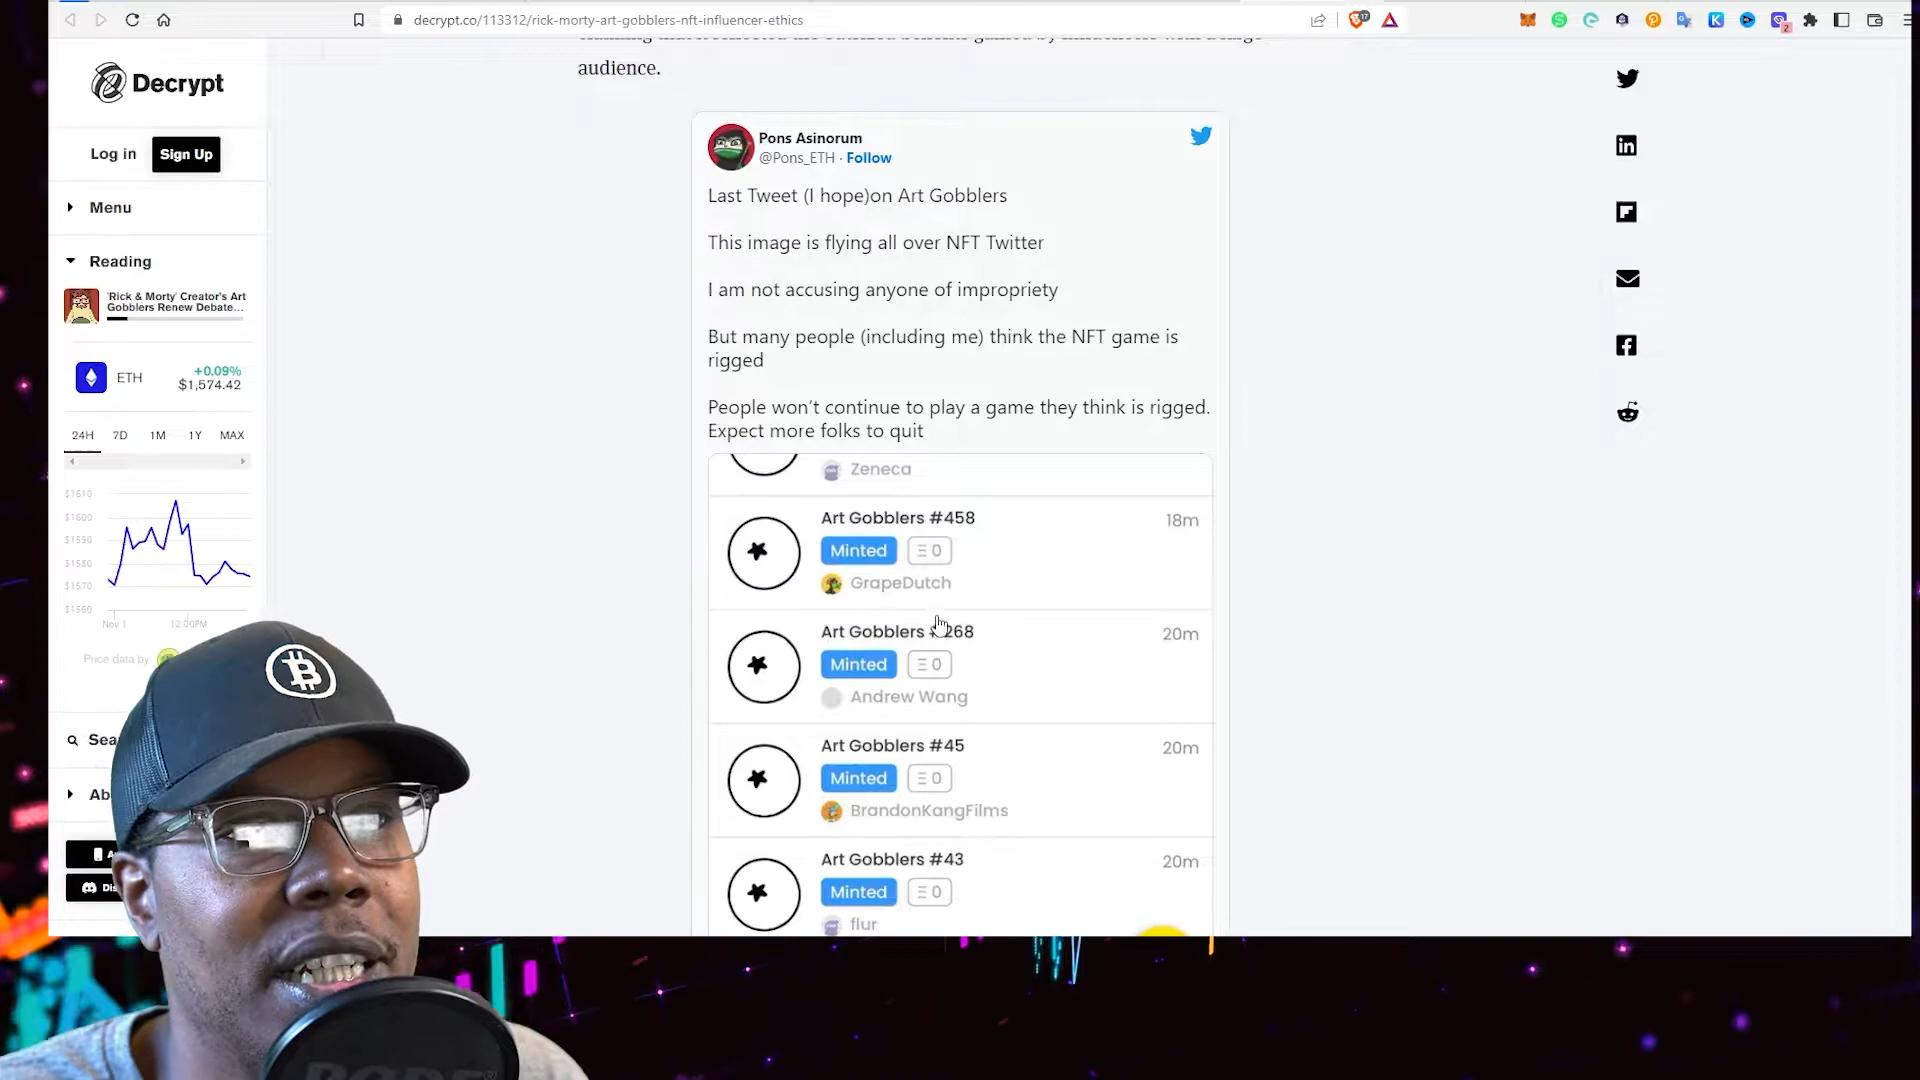 decrypt.co/113312/rick-morty-art-gobblers-nft-influencer-ethics
17
2
audience.
Decrypt
Log in
Sign Up
Menu
Reading
'Rick & Morty' Creator's Art
Gobblers Renew Debate...
ETH
+0.09%
$1,574.42
24H 7D 1M 1Y MAX
$1610
$1600
$1590
$1580
$1570
$1560
Nov 1 12:00PM
Price data by
Pons Asinorum
@Pons_ETH · Follow
Last Tweet (I hope)on Art Gobblers
This image is flying all over NFT Twitter
I am not accusing anyone of impropriety
But many people (including me) think the NFT game is
rigged
People won't continue to play a game they think is rigged.
Expect more folks to quit
Zeneca
Art Gobblers #458
18m
Minted
0
GrapeDutch
Art Gobblers
268
20m
Minted
0
Andrew Wang
Art Gobblers #45
20m
Minted
0
BrandonKangFilms
Art Gobblers #43
20m
Minted
0
flur